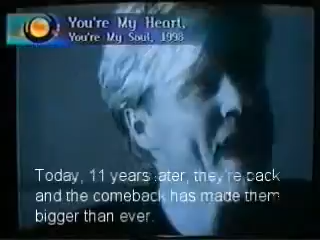 You're My Heart,
You're My Soul, 1998
Today, 11 years later, they're back
and the comeback has made them
bigger than ever.